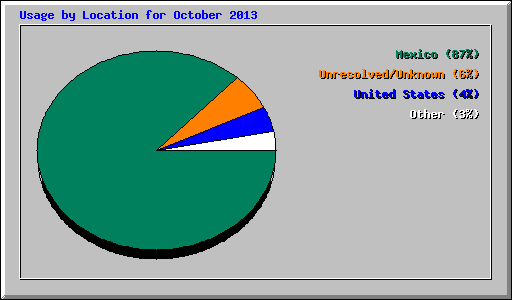 Usage by Location for October 2013
Mexico (87%)
Unresolved/Unknown (6%)
United States (4%)
Other (3%)